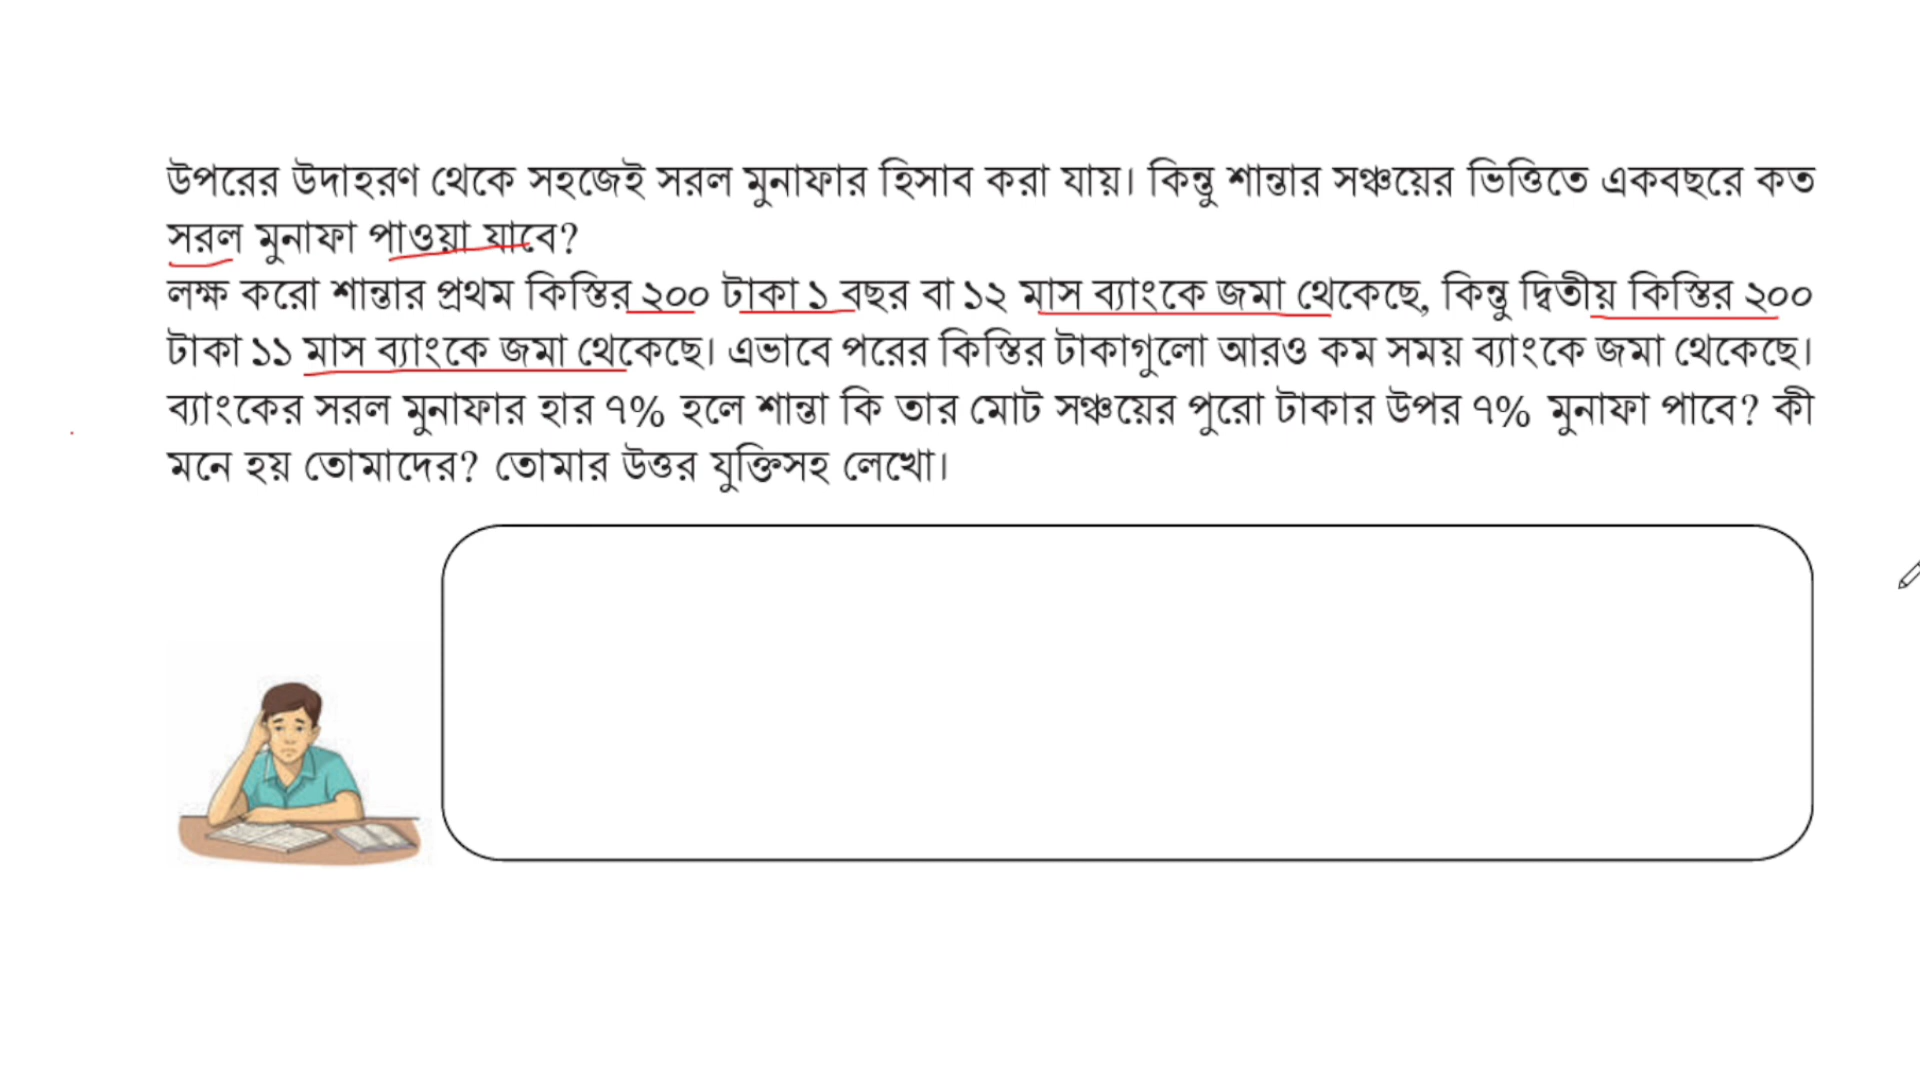 উপরের উদাহরণ থেকে সহজেই সরল মুনাফার হিসাব করা যায়। কিন্তু শান্তার সঞ্চয়ের ভিত্তিতে একবছরে কত
সরল মুনাফা পাওয়া যাবে?
লক্ষ করো শান্তার প্রথম কিস্তির ২০০ টাকা ১ বছর বা ১২ মাস ব্যাংকে জমা থেকেছে, কিন্তু দ্বিতীয় কিস্তির ২০০
টাকা ১১ মাস ব্যাংকে জমা থেকেছে। এভাবে পরের কিস্তির টাকাগুলো আরও কম সময় ব্যাংকে জমা থেকেছে।
ব্যাংকের সরল মুনাফার হার ৭% হলে শান্তা কি তার মোট সঞ্চয়ের পুরো টাকার উপর ৭% মুনাফা পাবে? কী
মনে হয় তোমাদের? তোমার উত্তর যুক্তিসহ লেখো।